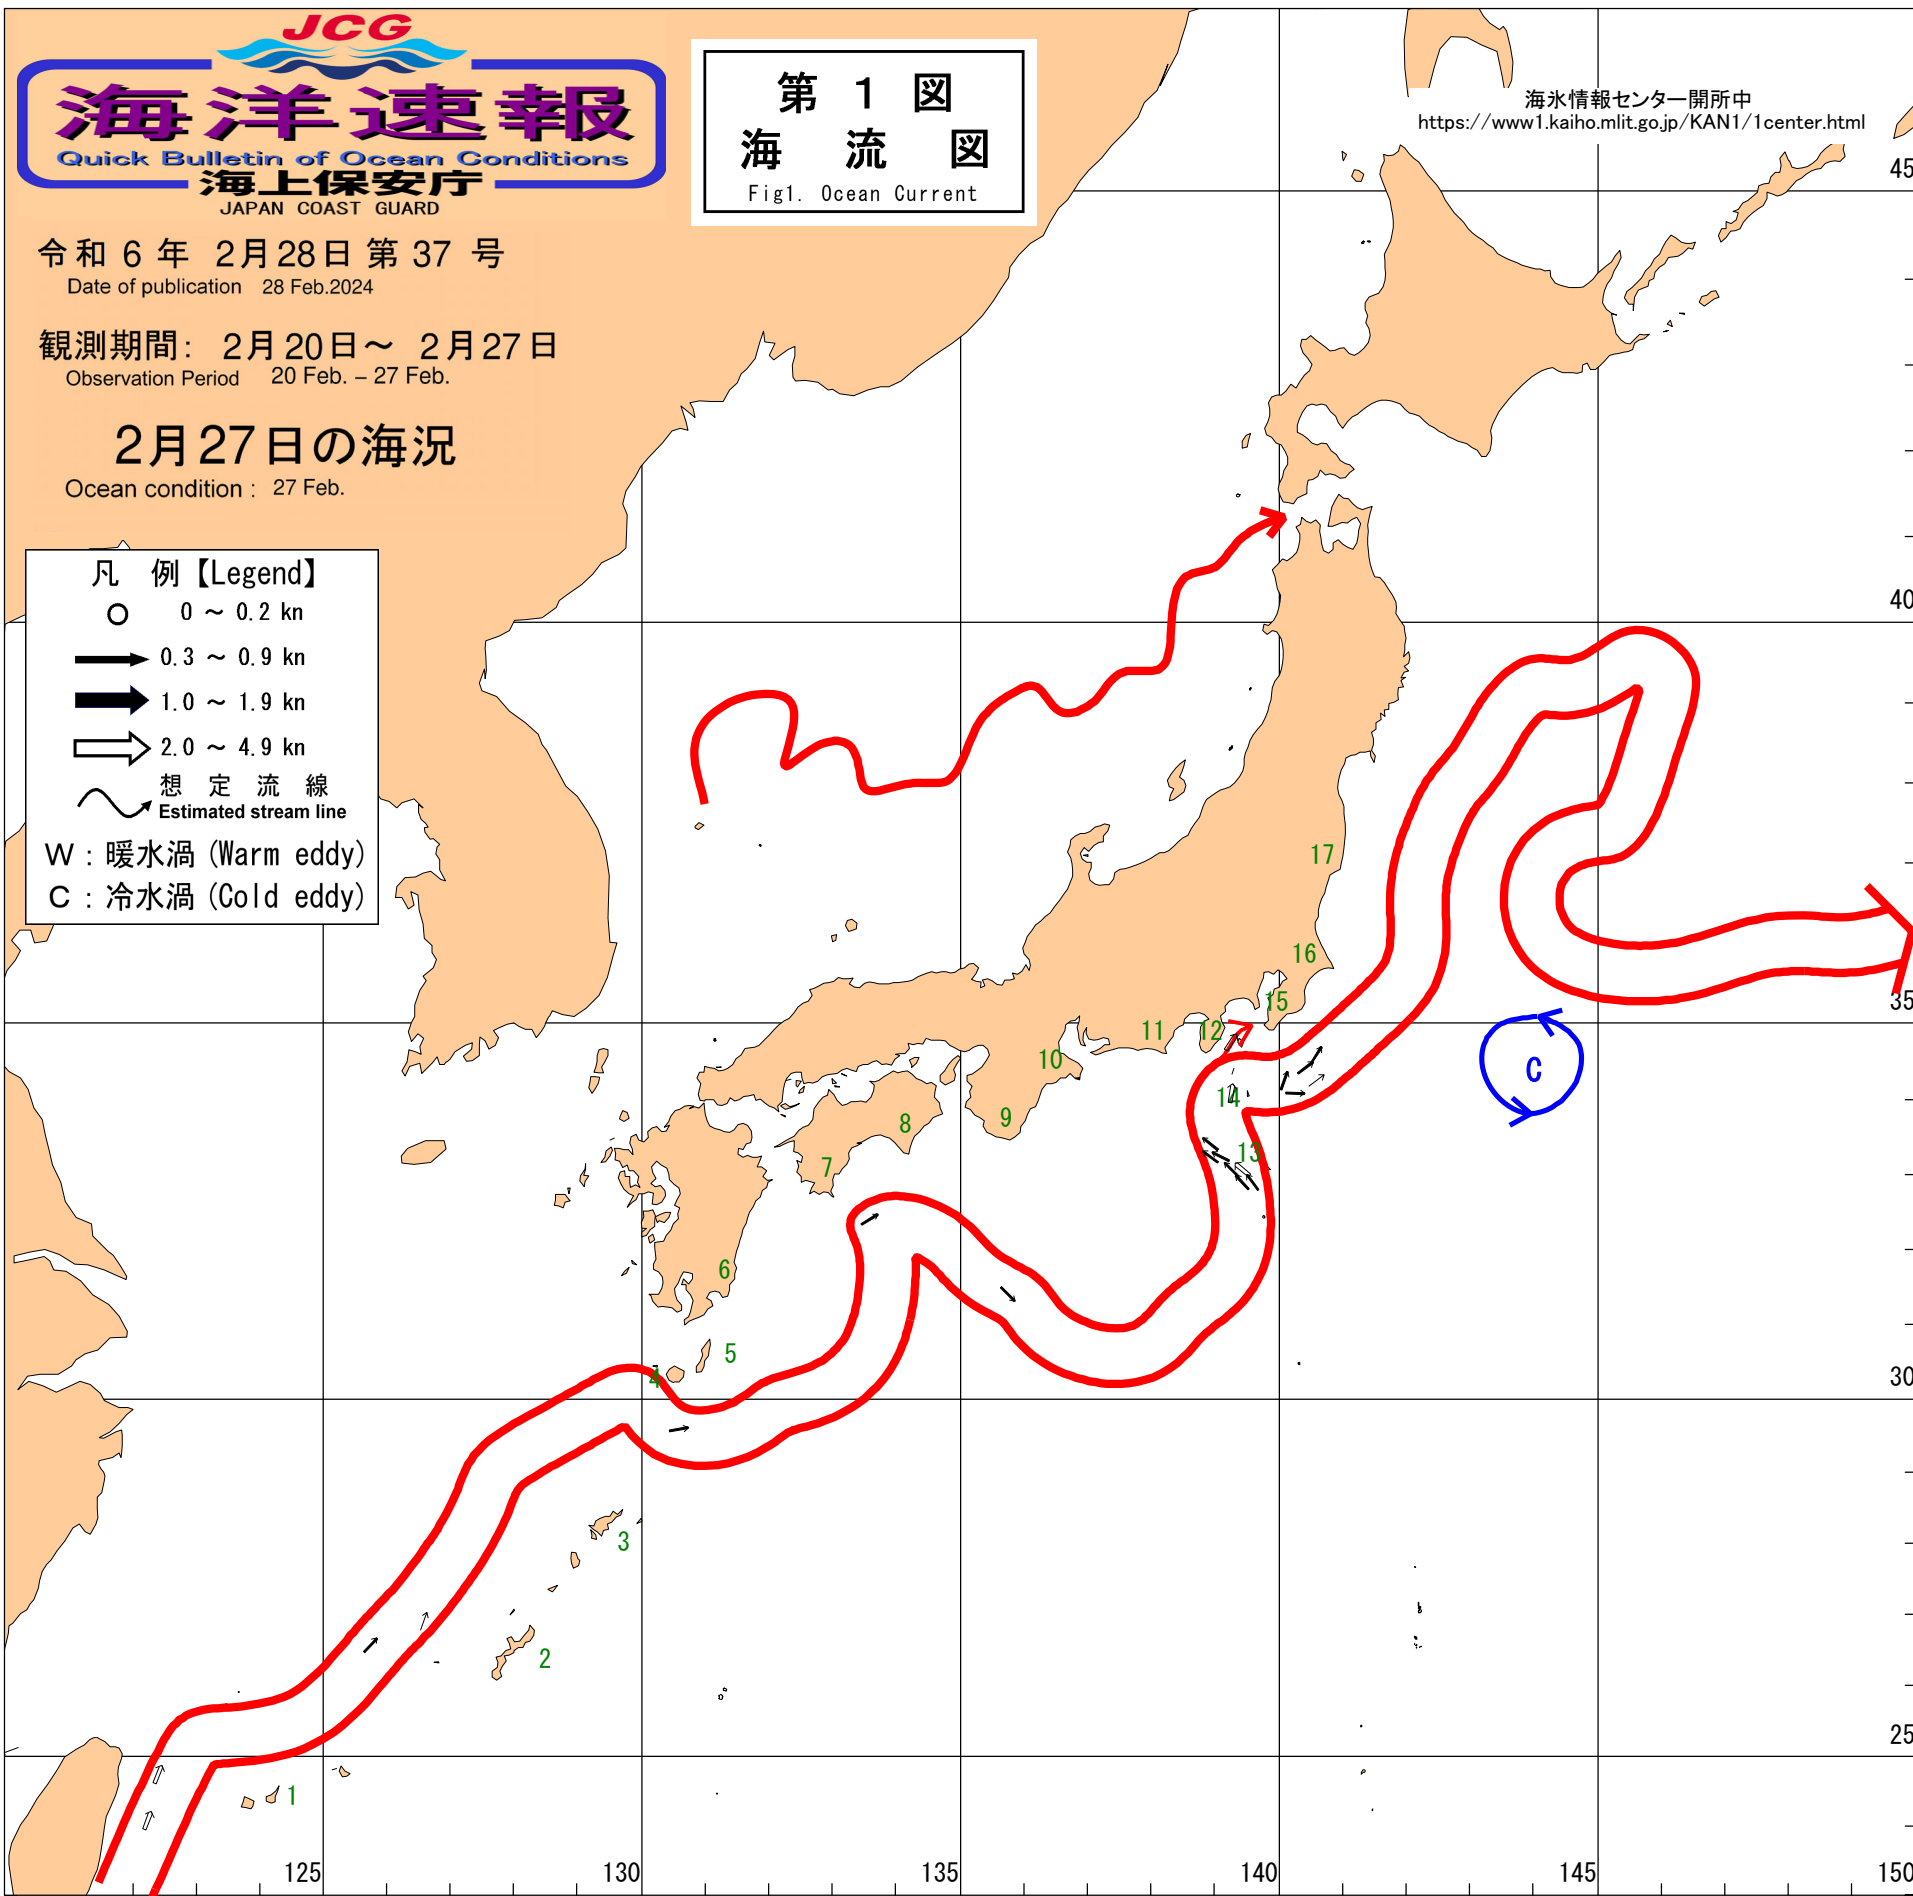 JCG
海洋速報
Quick Bulletin of Ocean Conditions
海上保安庁
JAPAN COAST GUARD
第 1 図
海 流 図
Fig1. Ocean Current
海氷情報センター開所中
https://www1.kaiho.mlit.go.jp/KAN1/1center.html
令和 6 年 2月28日 第 37 号
Date of publication 28 Feb.2024
観測期間: 2月20日～ 2月27日
Observation Period 20 Feb. – 27 Feb.
2月27日の海況
Ocean condition : 27 Feb.
凡 例【Legend】
0 ～ 0.2 kn
0.3 ～ 0.9 kn
1.0 ～ 1.9 kn
2.0 ～ 4.9 kn
想 定 流 線
Estimated stream line
W : 暖水渦 (Warm eddy)
C : 冷水渦 (Cold eddy)
45
40
35
30
25
17
16
15
12
11
10
14
13
9
8
7
6
5
4
3
2
1
C
125
130
135
140
145
150